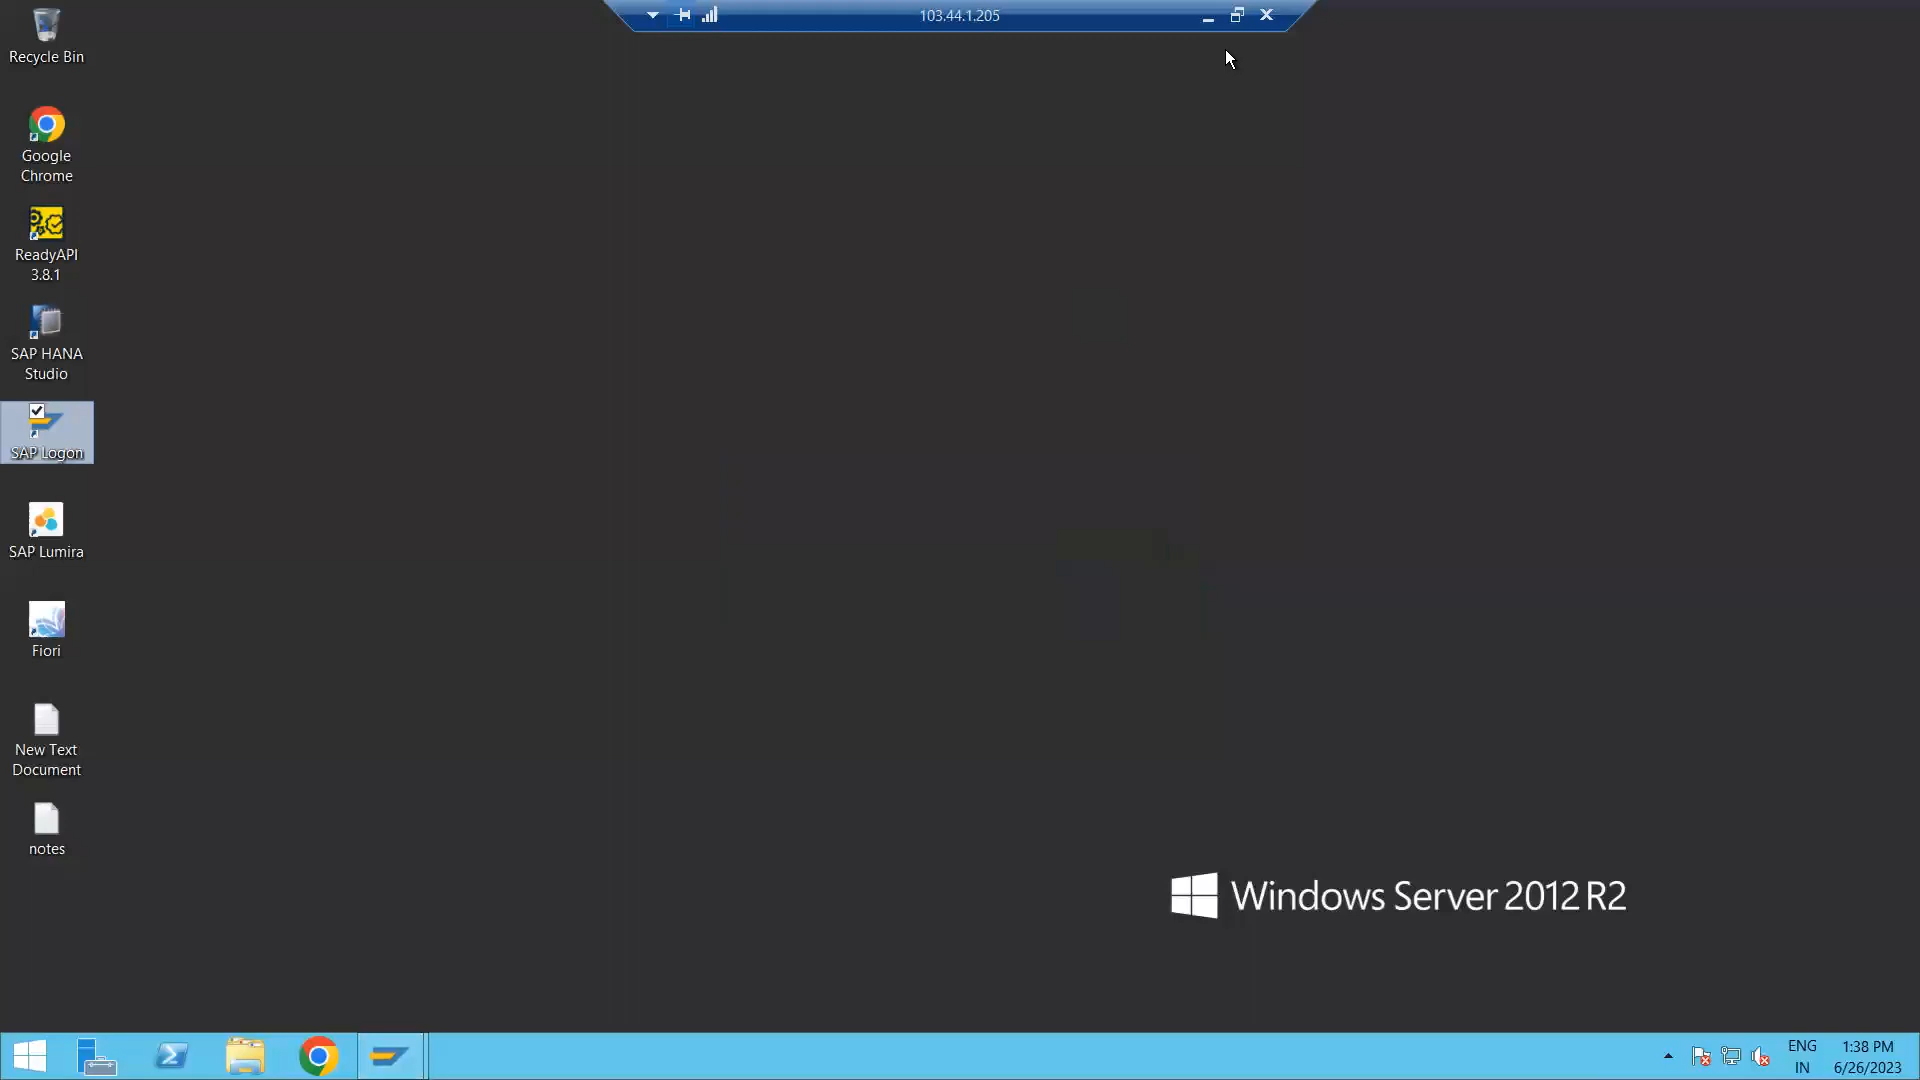 103.44.1.205
Recycle Bin
Google
Chrome
ReadyAPI
3.8.1
SAP HANA
Studio
SAP Logon
SAP Lumira
Fiori
New Text
Document
notes
Windows Server 2012 R2
ENG
IN
1:38 PM
6/26/2023